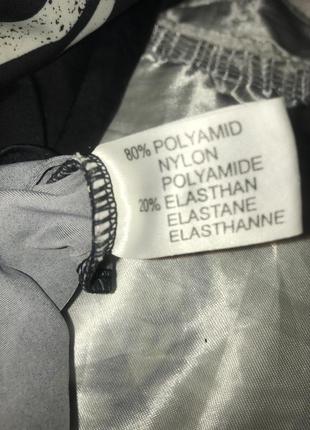 80% POLYAMID
NYLON
POLYAMIDE
20% ELASTHAN
ELASTANE
ELASTHANNE